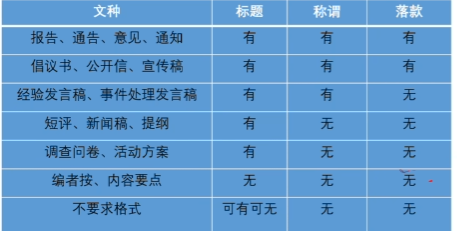 文种 标题 称谓 落款
报告、通告、意见、通知 有 有 有
倡议书、公开信、宣传稿 有 有 有
经验发言稿、事件处理发言稿 有 有 无
短评、新闻稿、提纲 有 无 无
调查问卷、活动方案 有 无 无
编者按、内容要点 无 无 无
不要求格式 可有可无 无 无